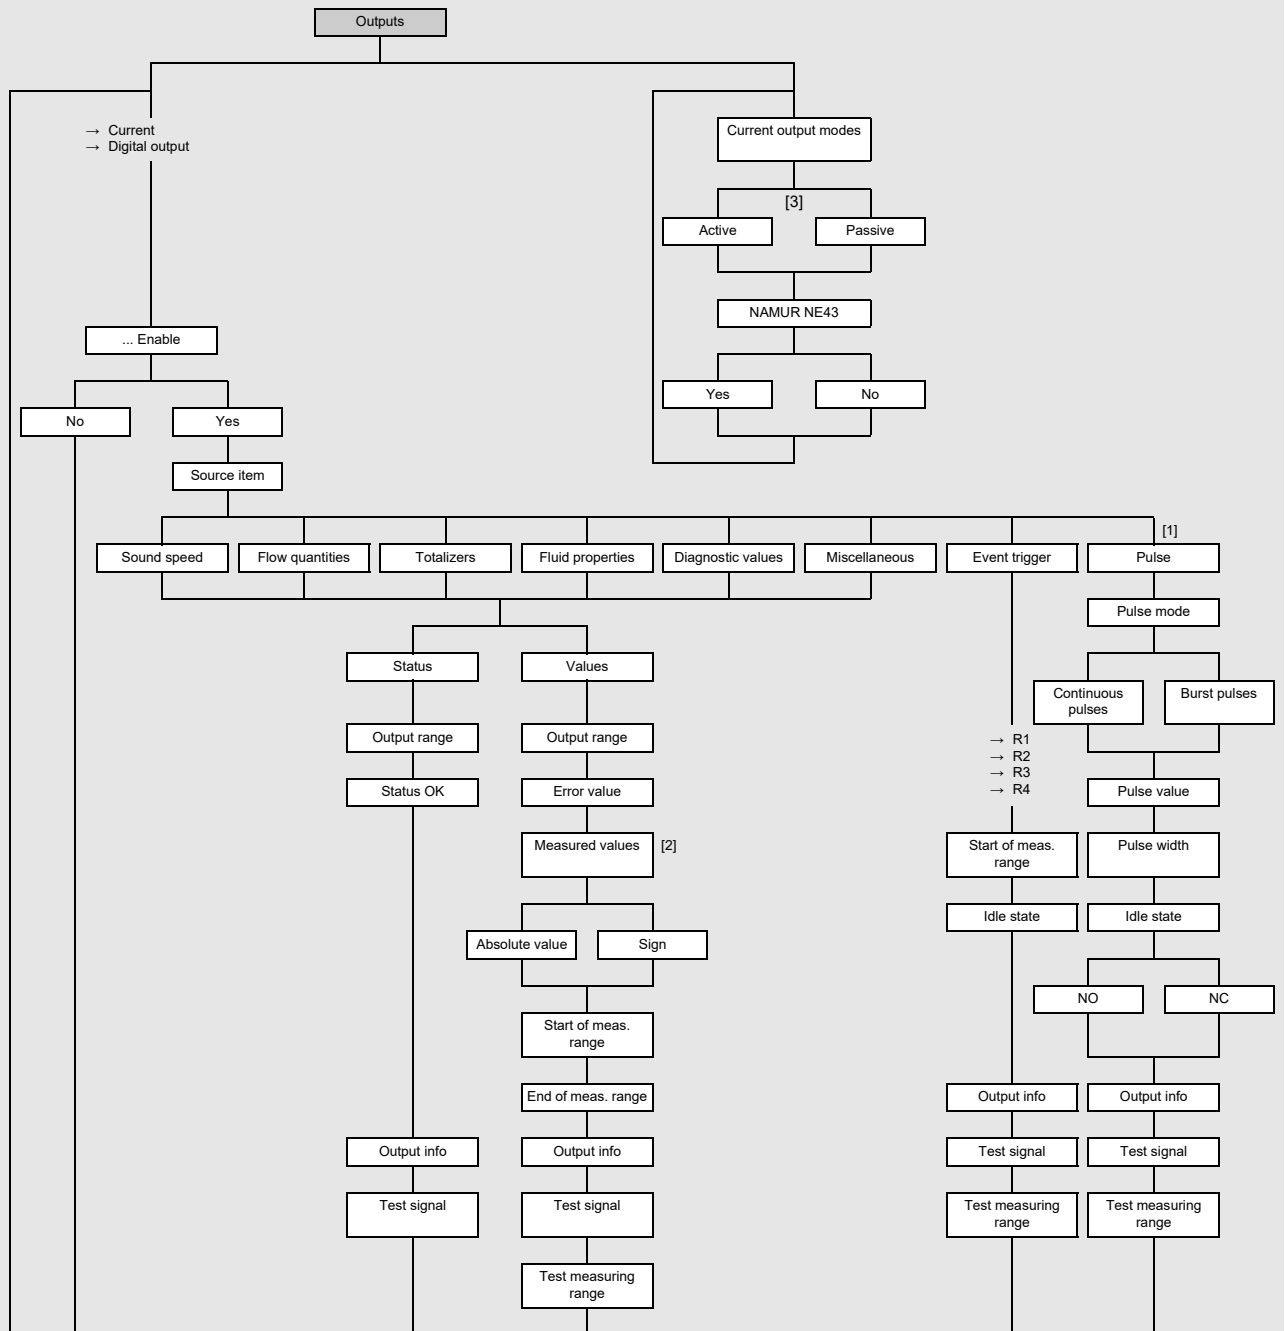 Outputs
→ Current
→ Digital output
Current output modes
[3]
Active
Passive
NAMUR NE43
... Enable
Yes
No
No
Yes
Source item
[1]
Sound speed
Flow quantities
Totalizers
Fluid properties
Diagnostic values
Miscellaneous
Event trigger
Pulse
Pulse mode
Status
Values
Continuous
pulses
Burst pulses
Output range
Output range
→ R1
→ R2
→ R3
→ R4
Status OK
Error value
Pulse value
Measured values
[2]
Start of meas.
range
Pulse width
Idle state
Idle state
Absolute value
Sign
NO
NC
Start of meas.
range
End of meas. range
Output info
Output info
Output info
Output info
Test signal
Test signal
Test signal
Test signal
Test measuring
range
Test measuring
range
Test measuring
range